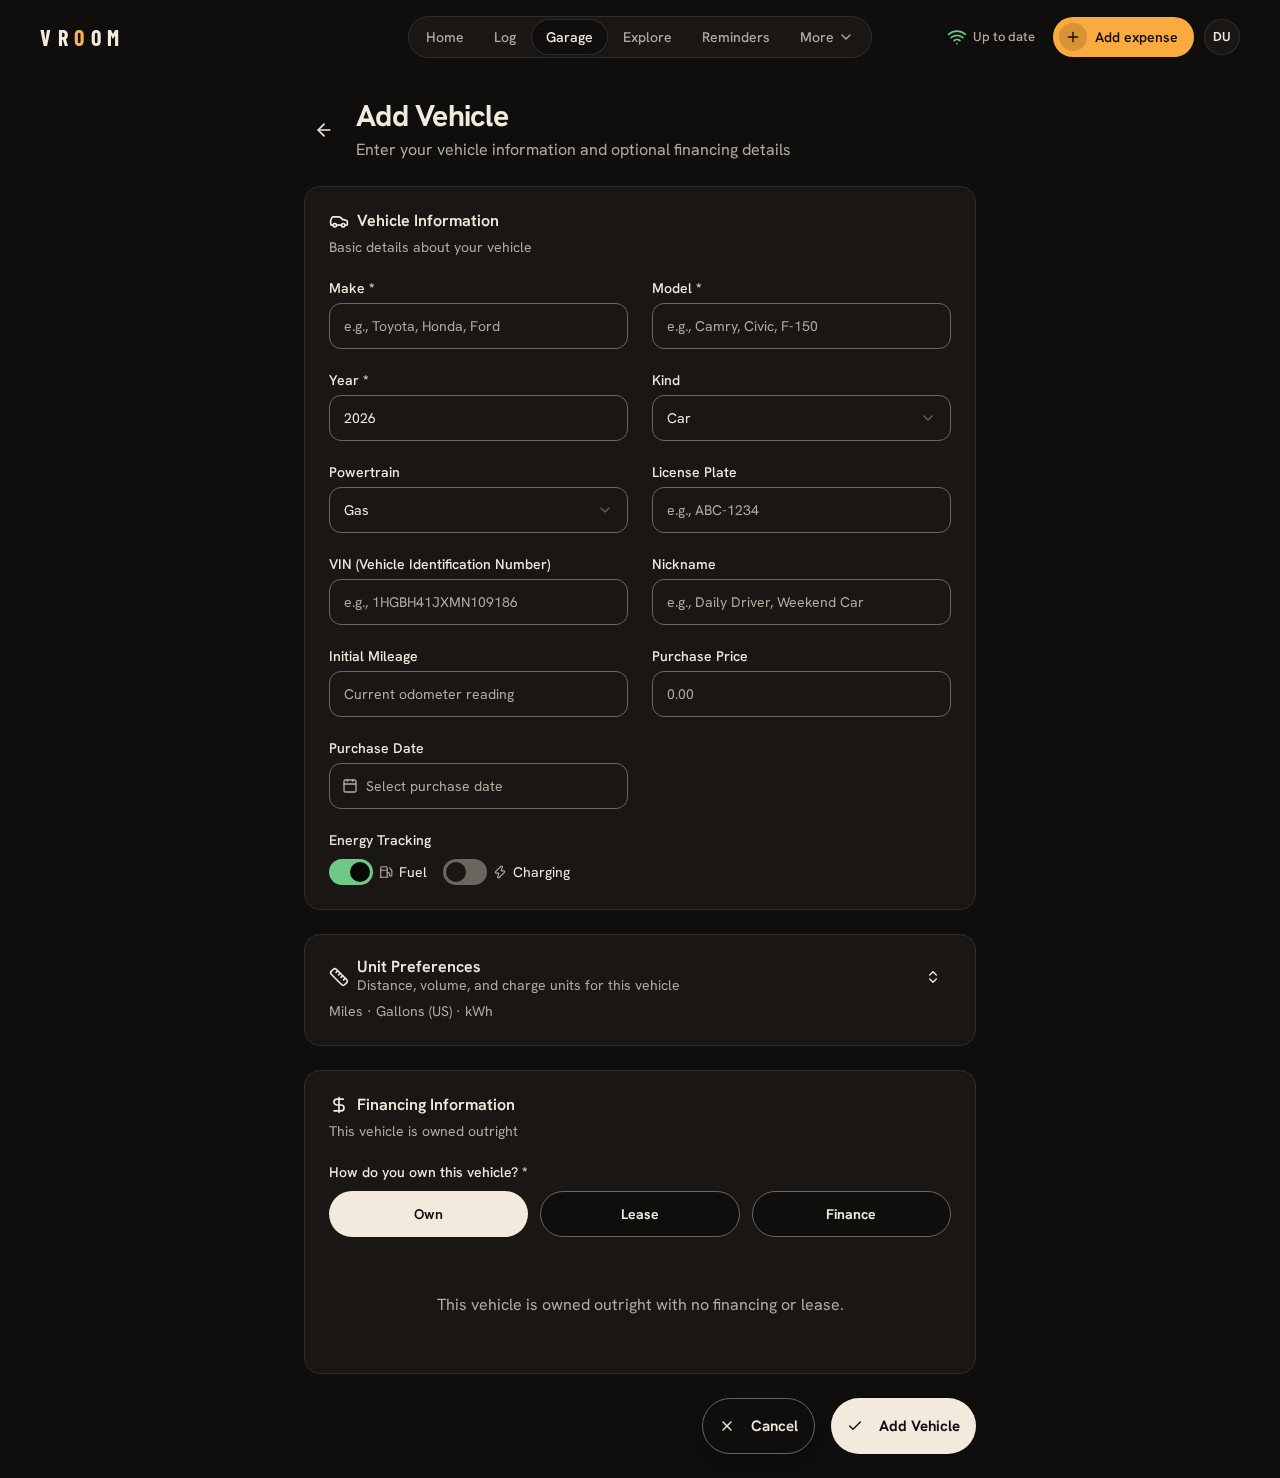 VROOM
Home Log Garage Explore Reminders More
Up to date
Add expense
DU
Add Vehicle
Enter your vehicle information and optional financing details
Vehicle Information
Basic details about your vehicle
Make * Model *
e.g., Toyota, Honda, Ford e.g., Camry, Civic, F-150
Year * Kind
2026 Car
Powertrain License Plate
Gas e.g., ABC-1234
VIN (Vehicle Identification Number) Nickname
e.g., 1HGBH41JXMN109186 e.g., Daily Driver, Weekend Car
Initial Mileage Purchase Price
Current odometer reading 0.00
Purchase Date
Select purchase date
Energy Tracking
Fuel Charging
Unit Preferences
Distance, volume, and charge units for this vehicle
Miles · Gallons (US) · kWh
Financing Information
This vehicle is owned outright
How do you own this vehicle? *
Own Lease Finance
This vehicle is owned outright with no financing or lease.
Cancel Add Vehicle